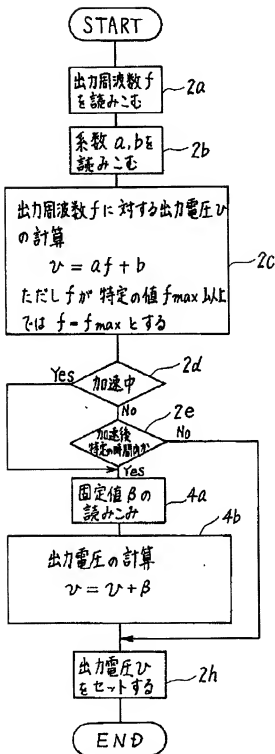 START
出力周波数f
を読みこむ
2a
系数a,bを
読みこむ
2b
出力周波数fに対する出力電圧v
の計算
v = af + b
ただしfが特定の値fmax以上
では f = fmaxとする
2c
2d
Yes
加速中
No
2e
加速後
特定の時間内か
No
Yes
固定値βの
読みこみ
4a
4b
出力電圧の計算
v = v + β
出力電圧v
をセットする
2h
END